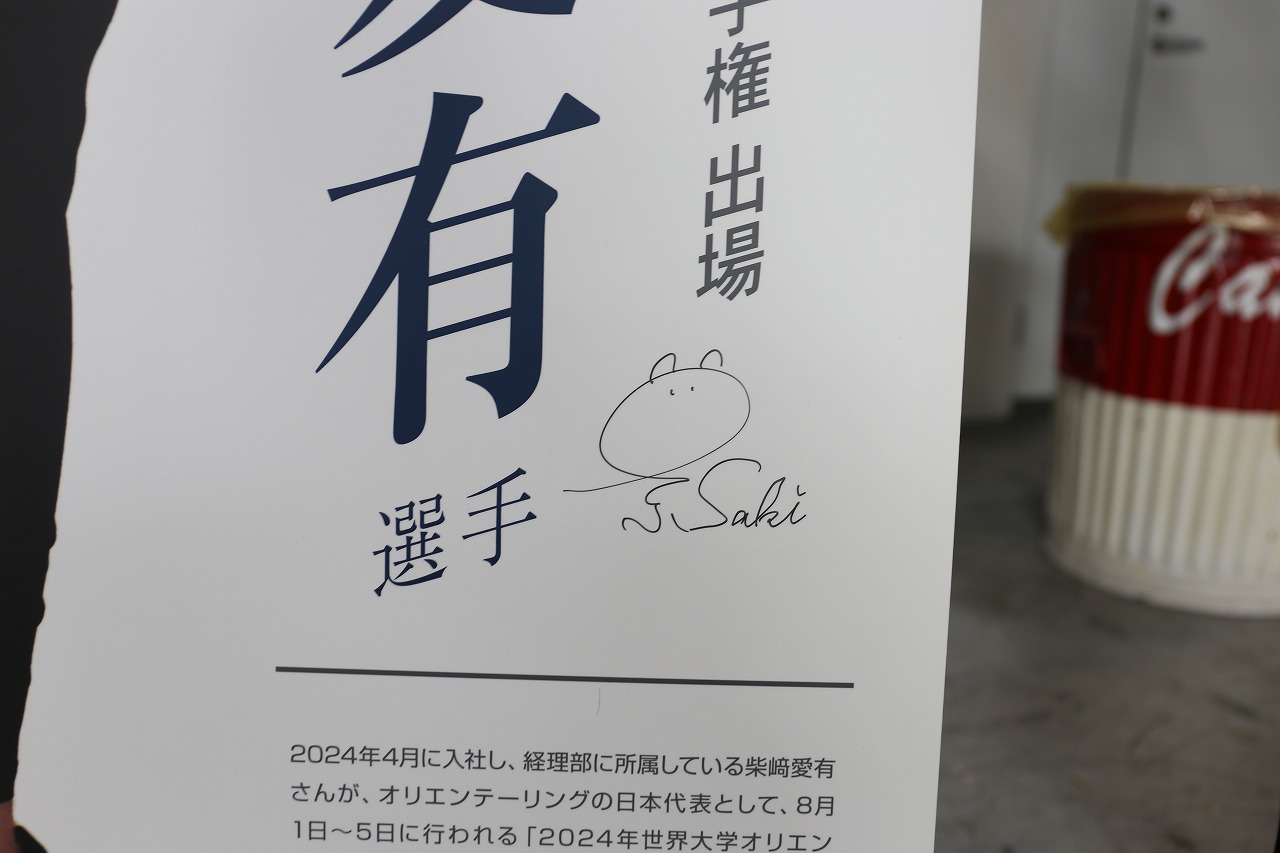 権 出場
有
選手
Saki
2024年4月に入社し、経理部に所属している柴﨑愛有
さんが、オリエンテーリングの日本代表として、8月
1日〜5日に行われる「2024年世界大学オリエン